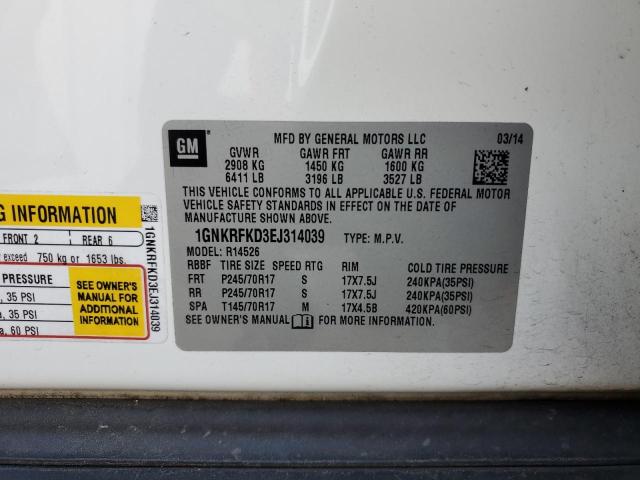 GM
MFD BY GENERAL MOTORS LLC 03/14
GVWR GAWR FRT GAWR RR
2908 KG 1450 KG 1600 KG
6411 LB 3196 LB 3527 LB
THIS VEHICLE CONFORMS TO ALL APPLICABLE U.S. FEDERAL MOTOR
VEHICLE SAFETY STANDARDS IN EFFECT ON THE DATE OF
MANUFACTURE SHOWN ABOVE.
1GNKRFKD3EJ314039 TYPE: M.P.V.
MODEL: R14526
RBBF TIRE SIZE SPEED RTG RIM COLD TIRE PRESSURE
FRT P245/70R17 S 17X7.5J 240KPA(35PSI)
RR P245/70R17 S 17X7.5J 240KPA(35PSI)
SPA T145/70R17 M 17X4.5B 420KPA(60PSI)
SEE OWNER'S MANUAL FOR MORE INFORMATION.
G INFORMATION
FRONT 2 REAR 6
exceed 750 kg or 1653 lbs.
PRESSURE
, 35 PSI
a, 35 PSI
a, 60 PSI
SEE OWNER'S
MANUAL FOR
ADDITIONAL
INFORMATION
1GNKRFKD3EJ314039